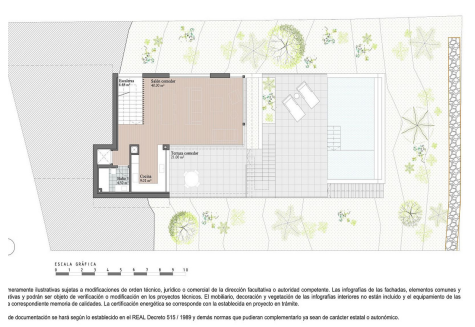 Escalera
Salón comedor
Terraza comedor
21.00 m²
Cocina
ESCALA GRÁFICA
0 1 2 3 4 5 6 7 8 9 10
meramente ilustrativas sujetas a modificaciones de orden técnico, jurídico o comercial de la dirección facultativa o autoridad competente. Las infografías de las fachadas, elementos comunes y
tivas y podrán ser objeto de verificación o modificación en los proyectos técnicos. El mobiliario, decoración y vegetación de las infografías interiores no están incluido y el equipamiento de las
correspondiente memoria de calidades. La certificación energética se corresponde con la establecida en proyecto en trámite.
de documentación se hará según lo establecido en el REAL Decreto 515 / 1989 y demás normas que pudieran complementarlo ya sean de carácter estatal o autonómico.